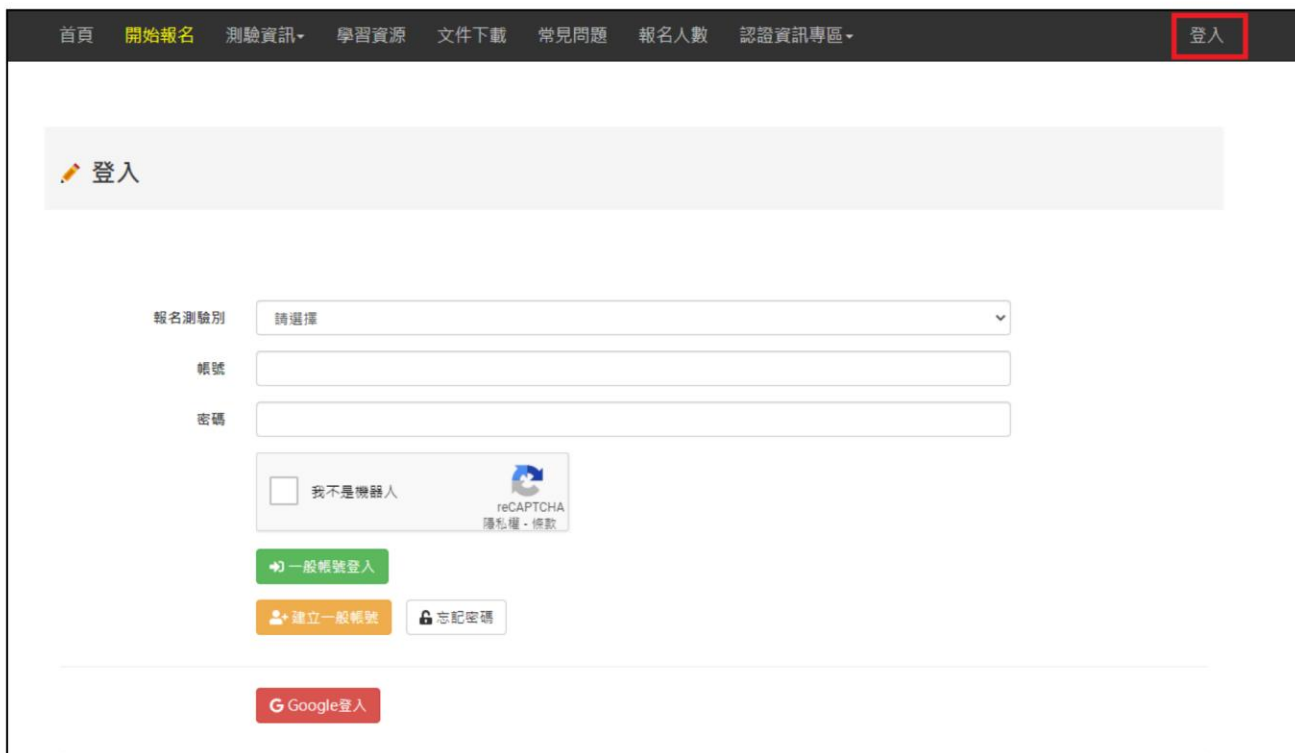 首頁 開始報名 測驗資訊 學習資源 文件下載 常見問題 報名人數 認證資訊專區 登入
登入
報名測驗別 請選擇
帳號
密碼
我不是機器人
reCAPTCHA
隱私權 - 條款
一般帳號登入
建立一般帳號 忘記密碼
Google登入